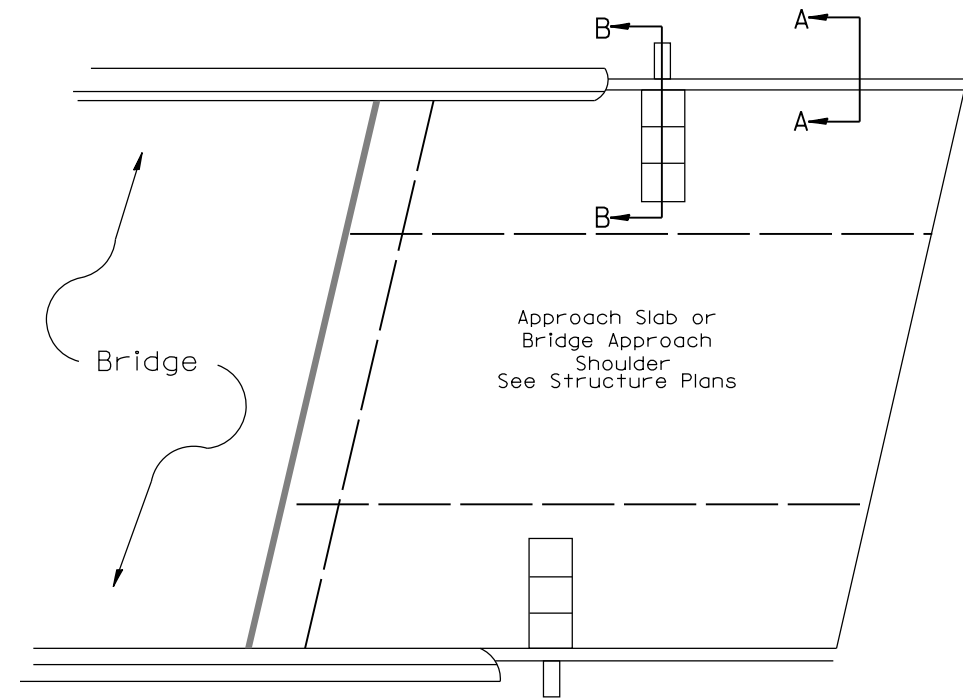 B
A
A
B
Approach Slab or
Bridge Approach
Shoulder
See Structure Plans
Bridge